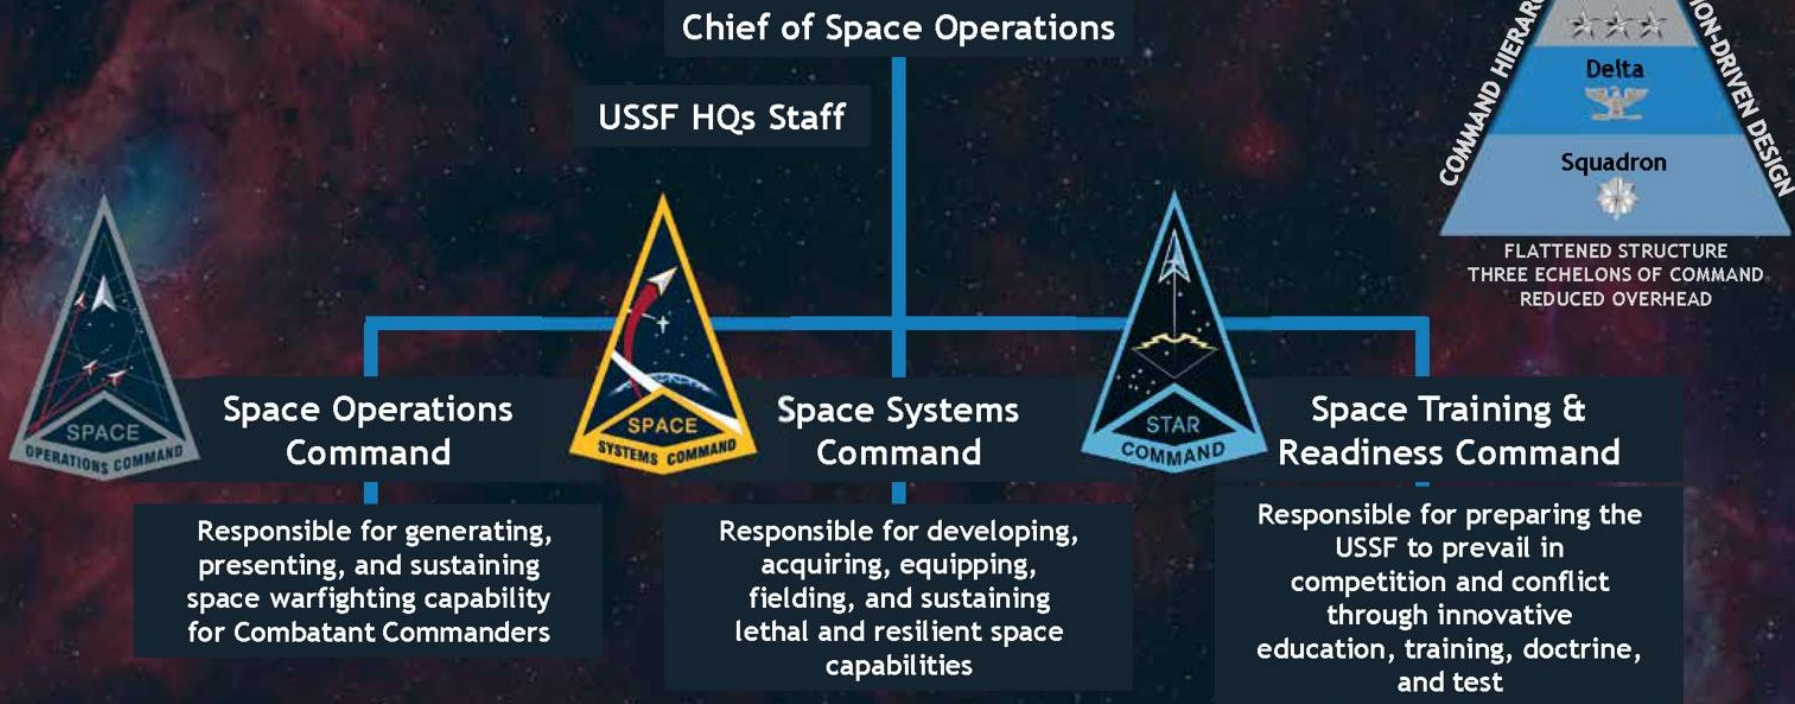 Chief of Space Operations
USSF HQs Staff
COMMAND HIERAR
ION-DRIVEN DESIGN
Delta
Squadron
FLATTENED STRUCTURE
THREE ECHELONS OF COMMAND
REDUCED OVERHEAD
SPACE
OPERATIONS COMMAND
Space Operations
Command
Responsible for generating,
presenting, and sustaining
space warfighting capability
for Combatant Commanders
SPACE
SYSTEMS COMMAND
Space Systems
Command
Responsible for developing,
acquiring, equipping,
fielding, and sustaining
lethal and resilient space
capabilities
STAR
COMMAND
Space Training &
Readiness Command
Responsible for preparing the
USSF to prevail in
competition and conflict
through innovative
education, training, doctrine,
and test